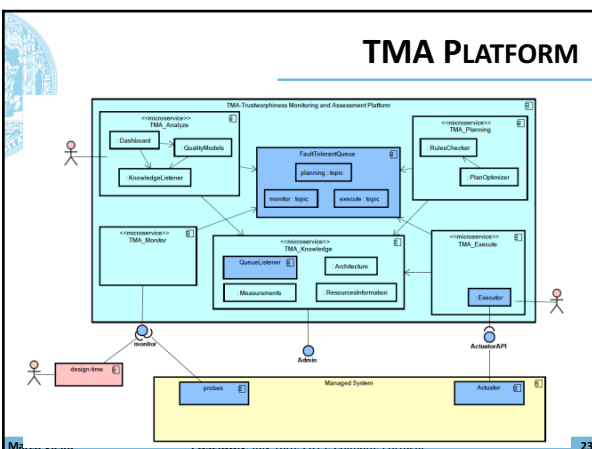 TMA PLATFORM
TMA-Trustworphiness Monitoring and Assessment Platform
<<microservice>>
TMA_Analyze
: Dashboard
: QualityModels
: KnowledgeListener
FaultTolerantQueue
planning : topic
monitor : topic
execute : topic
<<microservice>>
TMA_Planning
: RulesChecker
: PlanOptimizer
<<microservice>>
TMA_Monitor
<<microservice>>
TMA_Knowledge
QueueListener
: Architecture
: Measurements
: ResourcesInformation
<<microservice>>
TMA_Execute
: Executor
monitor
Admin
ActuatorAPI
design-time
Managed System
probes
Actuator
23